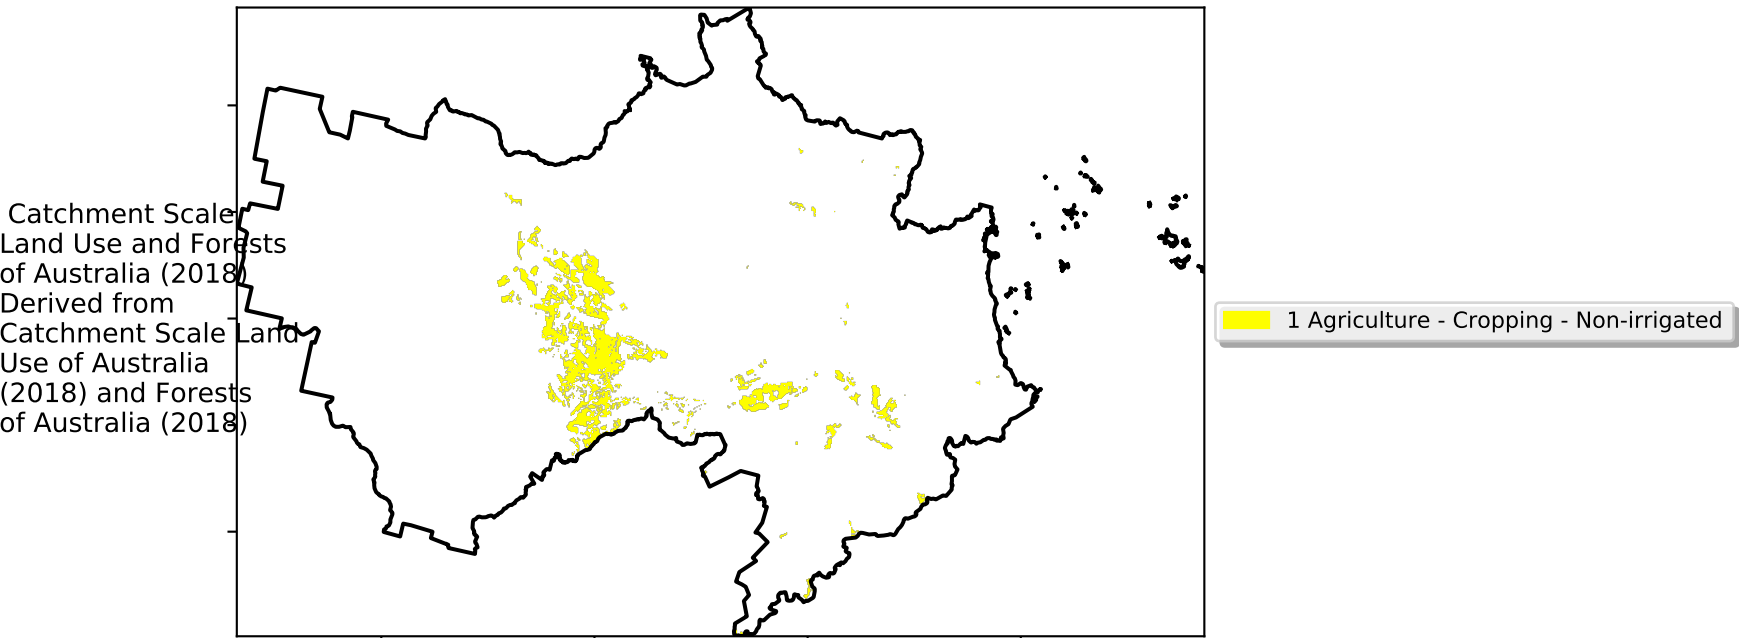 Catchment Scale
Land Use and Forests
of Australia (2018)
Derived from
Catchment Scale Land
Use of Australia
(2018) and Forests
of Australia (2018)
1 Agriculture - Cropping - Non-irrigated